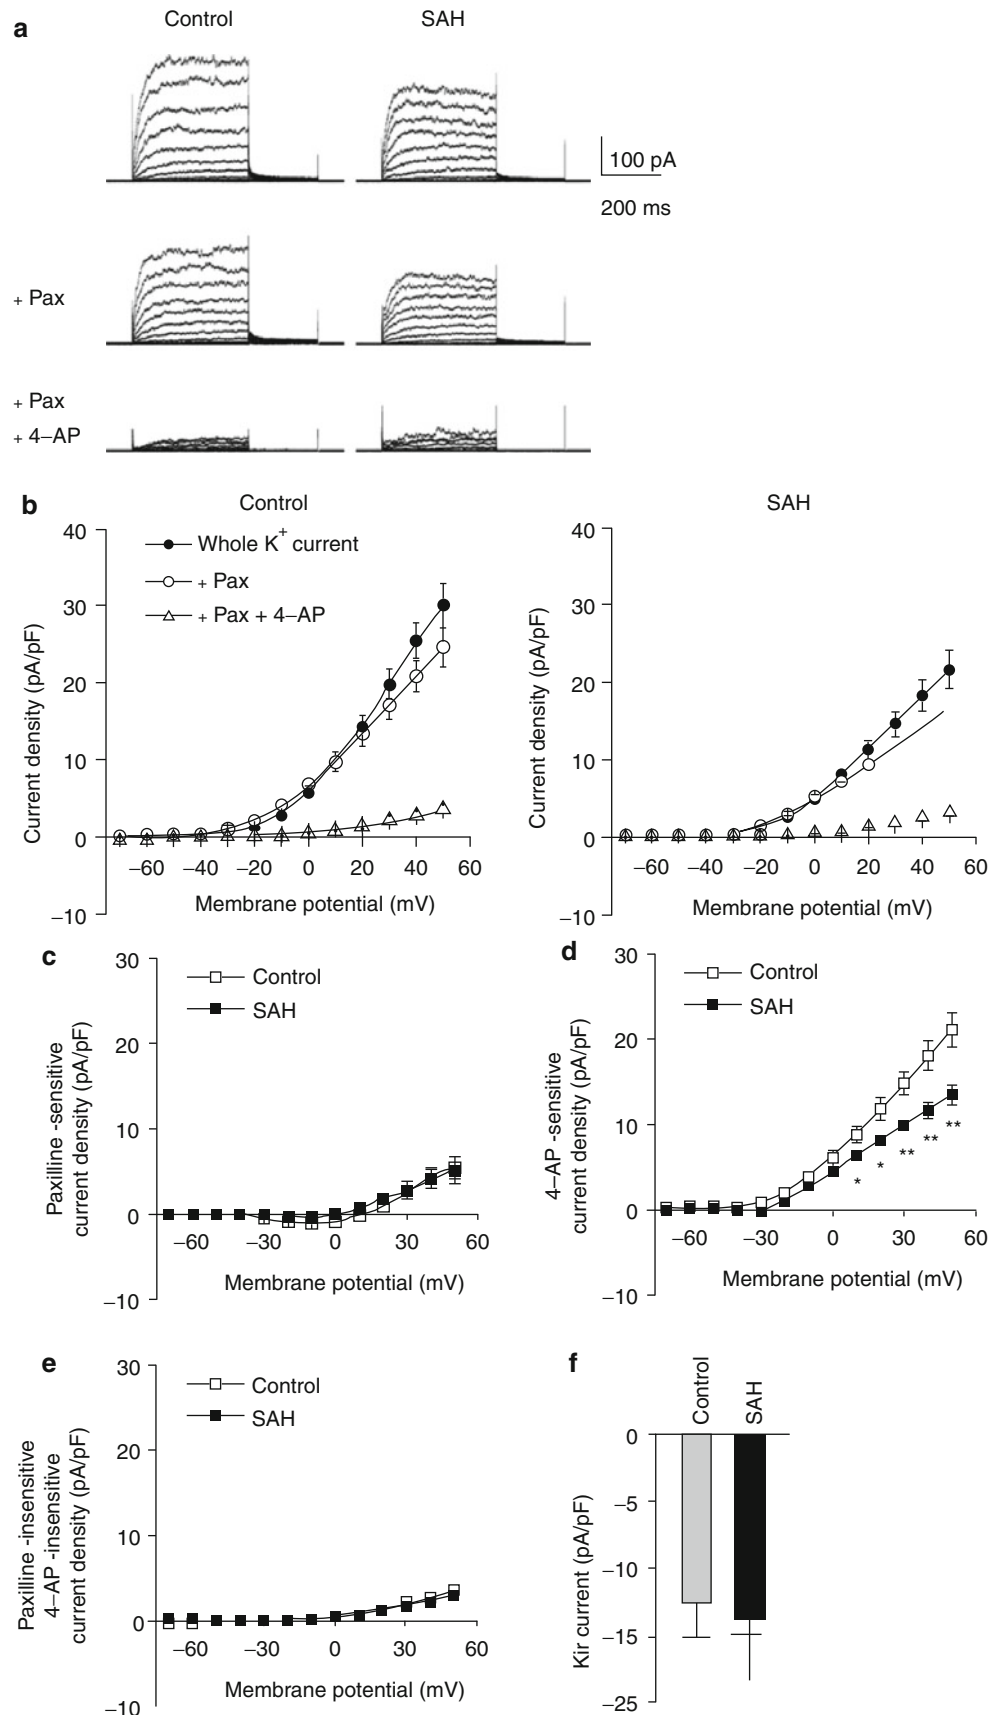 a
Control
SAH
100 pA
200 ms
+ Pax
+ Pax
+ 4–AP
b
Control
SAH
Whole K+ current
+ Pax
+ Pax + 4–AP
Current density (pA/pF)
40
30
20
10
0
−10
−60
−40
−20
0
20
40
60
Membrane potential (mV)
Current density (pA/pF)
40
30
20
10
0
−10
−60
−40
−20
0
20
40
60
Membrane potential (mV)
c
Control
SAH
Paxilline -sensitive
current density (pA/pF)
30
20
10
0
−10
−60
−30
0
30
60
Membrane potential (mV)
d
Control
SAH
4–AP -sensitive
current density (pA/pF)
30
20
10
0
−10
−60
−30
0
30
60
*
*
**
**
**
Membrane potential (mV)
e
Control
SAH
Paxilline -insensitive
4–AP -insensitive
current density (pA/pF)
30
20
10
0
−10
−60
−30
0
30
60
Membrane potential (mV)
f
Control
SAH
Kir current (pA/pF)
0
−5
−10
−15
−25